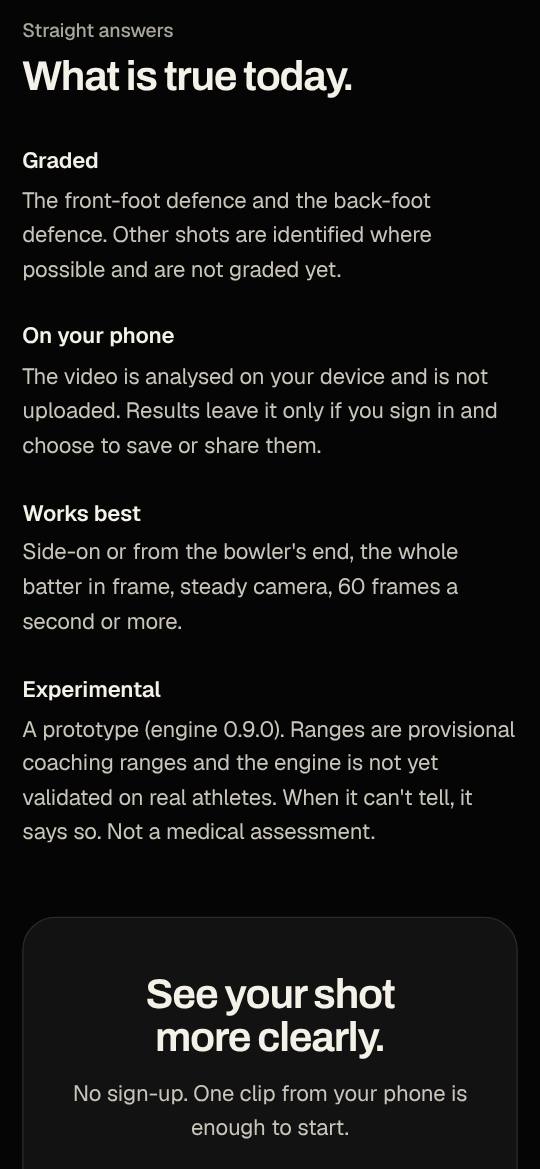 Straight answers
What is true today.
Graded
The front-foot defence and the back-foot
defence. Other shots are identified where
possible and are not graded yet.
On your phone
The video is analysed on your device and is not
uploaded. Results leave it only if you sign in and
choose to save or share them.
Works best
Side-on or from the bowler's end, the whole
batter in frame, steady camera, 60 frames a
second or more.
Experimental
A prototype (engine 0.9.0). Ranges are provisional
coaching ranges and the engine is not yet
validated on real athletes. When it can't tell, it
says so. Not a medical assessment.
See your shot
more clearly.
No sign-up. One clip from your phone is
enough to start.